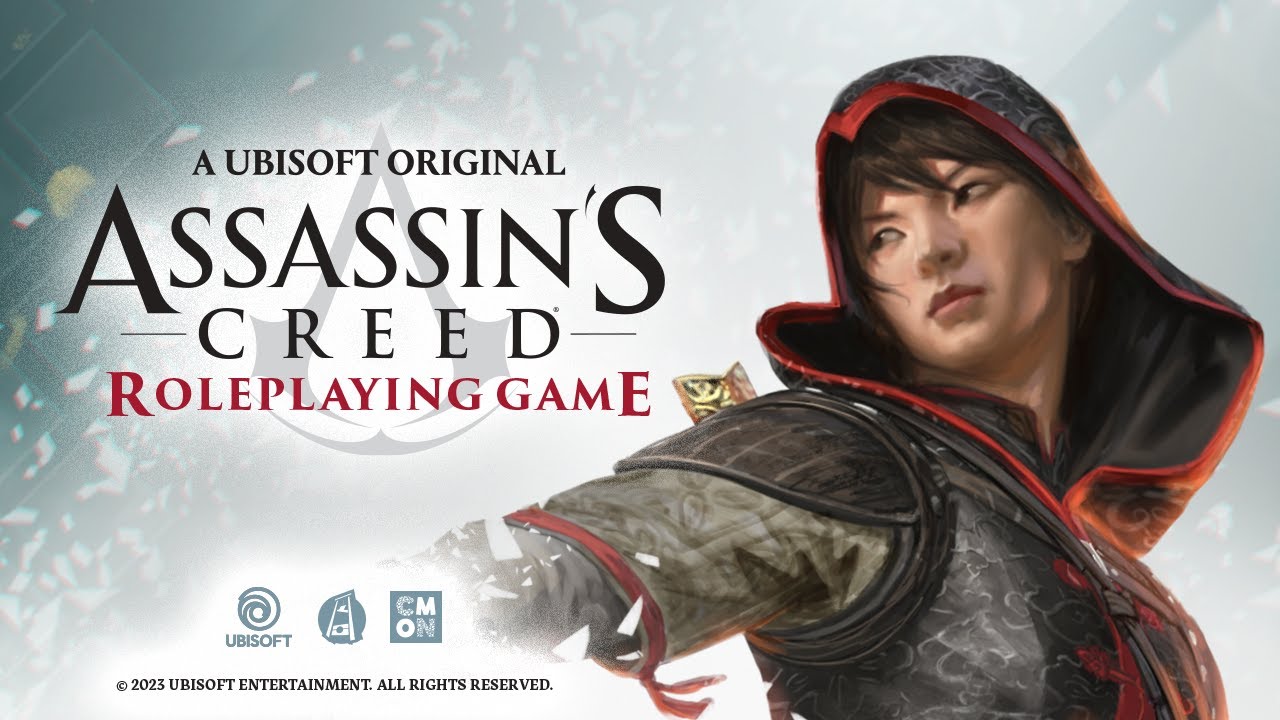 A UBISOFT ORIGINAL
ASSASSIN'S
CREED®
ROLEPLAYING GAME
UBISOFT
CM
ON
© 2023 UBISOFT ENTERTAINMENT. ALL RIGHTS RESERVED.